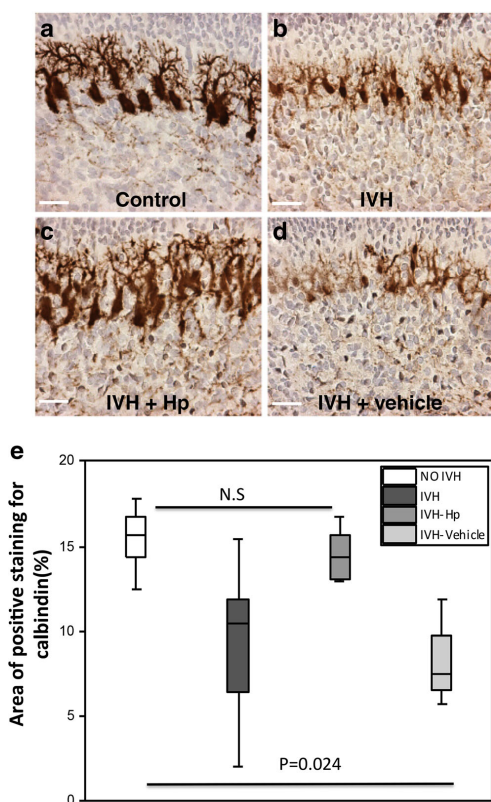 a
b
Control
IVH
c
d
IVH + Hp
IVH + vehicle
e
20
15
10
5
0
Area of positive staining for
calbindin(%)
N.S
NO IVH
IVH
IVH-Hp
IVH-Vehicle
P=0.024